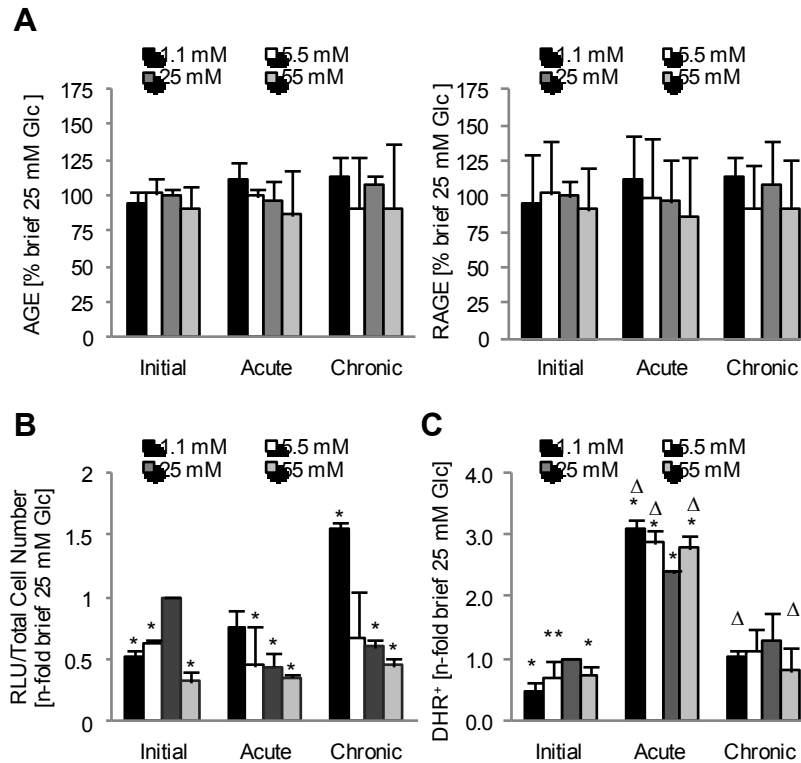 A
1.1 mM 5.5 mM
25 mM 55 mM
AGE [% brief 25 mM Glc ]
175
150
125
100
75
50
25
0
Initial Acute Chronic
1.1 mM 5.5 mM
25 mM 55 mM
RAGE [% brief 25 mM Glc ]
175
150
125
100
75
50
25
0
Initial Acute Chronic
B
1.1 mM 5.5 mM
25 mM 55 mM
RLU/Total Cell Number
[n-fold brief 25 mM Glc]
2
1.5
1
0.5
0
* * *
* * *
* * *
Initial Acute Chronic
C
1.1 mM 5.5 mM
25 mM 55 mM
DHR⁺ [n-fold brief 25 mM Glc]
4.0
3.0
2.0
1.0
0.0
* ** *
Δ Δ Δ
* * * *
Δ Δ
Initial Acute Chronic